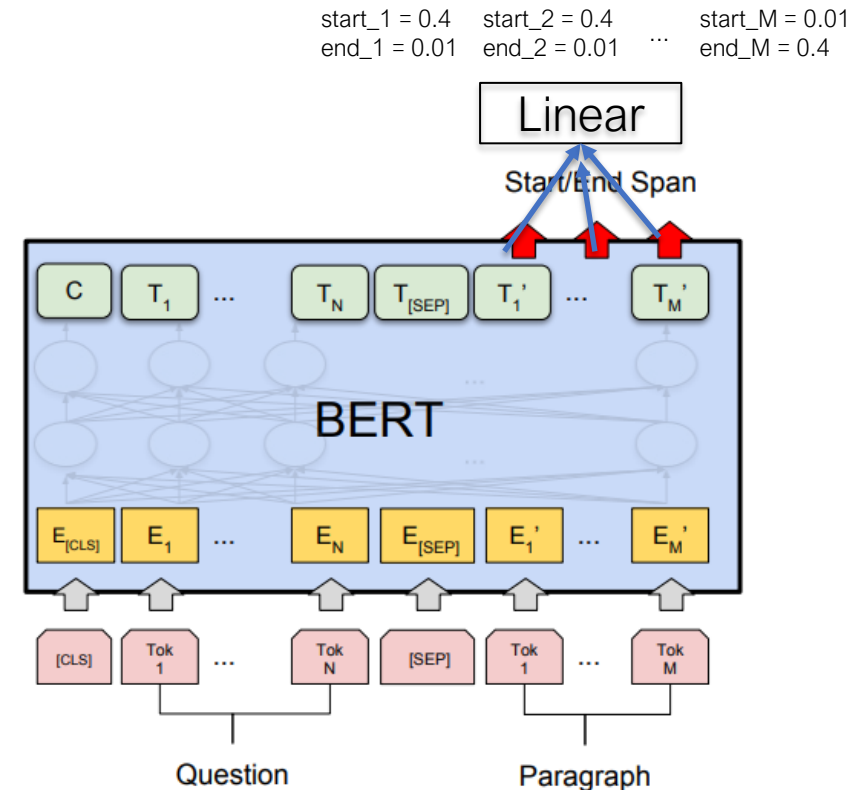 start_1 = 0.4 start_2 = 0.4 start_M = 0.01
end_1 = 0.01 end_2 = 0.01 ... end_M = 0.4
Linear
Start/End Span
C T1 ... TN T[SEP] T1' ... TM'
...
BERT
...
E[CLS] E1 ... EN E[SEP] E1' ... EM'
[CLS] Tok 1 ... Tok N [SEP] Tok 1 ... Tok M
Question Paragraph